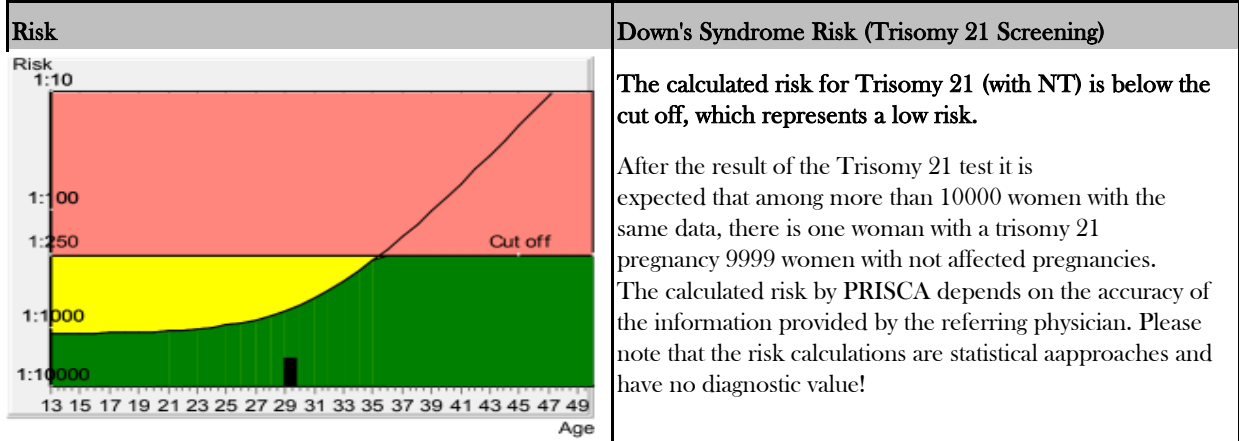 Risk
Risk
1:10
1:100
1:250
Cut off
1:1000
1:10000
13 15 17 19 21 23 25 27 29 31 33 35 37 39 41 43 45 47 49
Age
Down's Syndrome Risk (Trisomy 21 Screening)
The calculated risk for Trisomy 21 (with NT) is below the
cut off, which represents a low risk.
After the result of the Trisomy 21 test it is
expected that among more than 10000 women with the
same data, there is one woman with a trisomy 21
pregnancy 9999 women with not affected pregnancies.
The calculated risk by PRISCA depends on the accuracy of
the information provided by the referring physician. Please
note that the risk calculations are statistical aapproaches and
have no diagnostic value!